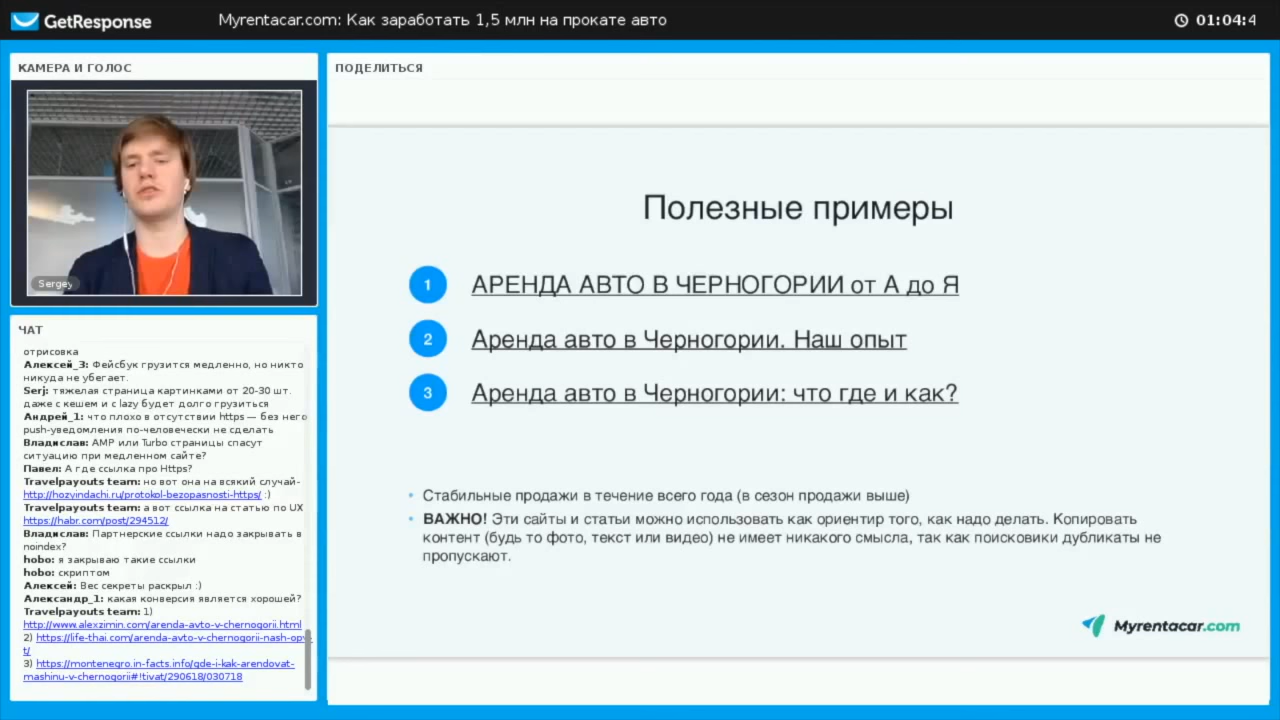 GetResponse
Myrentacar.com: Как заработать 1,5 млн на прокате авто
01:04:4
КАМЕРА И ГОЛОС
Sergey
ЧАТ
отрисовка
Алексей_3: Фейсбук грузится медленно, но никто
никуда не убегает.
Serj: тяжелая страница картинками от 20-30 шт.
даже с кешем и с lazy будет долго грузиться
Андрей_1: что плохо в отсутствии https — без него
push-уведомления по-человечески не сделать
Владислав: AMP или Turbo страницы спасут
ситуацию при медленном сайте?
Павел: А где ссылка про Https?
Travelpayouts team: но вот она на всякий случай-
http://hozyindachi.ru/protokol-bezopasnosti-https/ :)
Travelpayouts team: а вот ссылка на статью по UX
https://habr.com/post/294512/
Владислав: Партнерские ссылки надо закрывать в
noindex?
hobo: я закрываю такие ссылки
hobo: скриптом
Алексей: Вес секреты раскрыл :)
Александр_1: какая конверсия является хорошей?
Travelpayouts team: 1)
http://www.alexzimin.com/arenda-avto-v-chernogorii.html
2) https://life-thai.com/arenda-avto-v-chernogorii-nash-opy
t/
3) https://montenegro.in-facts.info/gde-i-kak-arendovat-
mashinu-v-chernogorii#!tivat/290618/030718
ПОДЕЛИТЬСЯ
Полезные примеры
1 АРЕНДА АВТО В ЧЕРНОГОРИИ от А до Я
2 Аренда авто в Черногории. Наш опыт
3 Аренда авто в Черногории: что где и как?
• Стабильные продажи в течение всего года (в сезон продажи выше)
• ВАЖНО! Эти сайты и статьи можно использовать как ориентир того, как надо делать. Копировать
контент (будь то фото, текст или видео) не имеет никакого смысла, так как поисковики дубликаты не
пропускают.
Myrentacar.com